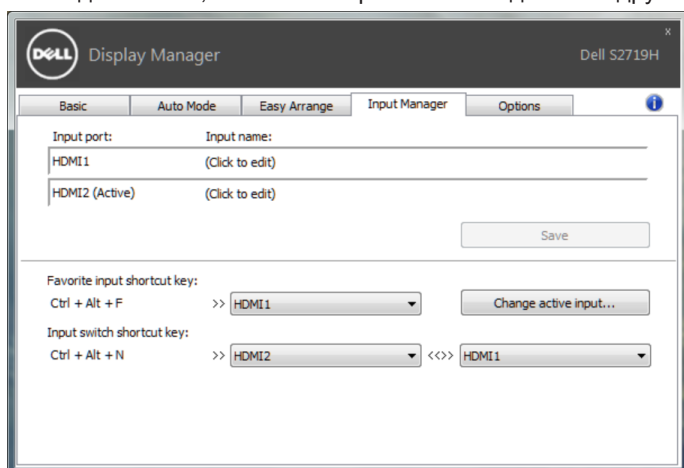 DELL Display Manager Dell S2719H
x
Basic Auto Mode Easy Arrange Input Manager Options i
Input port: Input name:
HDMI1 (Click to edit)
HDMI2 (Active) (Click to edit)
Save
Favorite input shortcut key:
Ctrl + Alt + F >> HDMI1 Change active input...
Input switch shortcut key:
Ctrl + Alt + N >> HDMI2 <<>> HDMI1